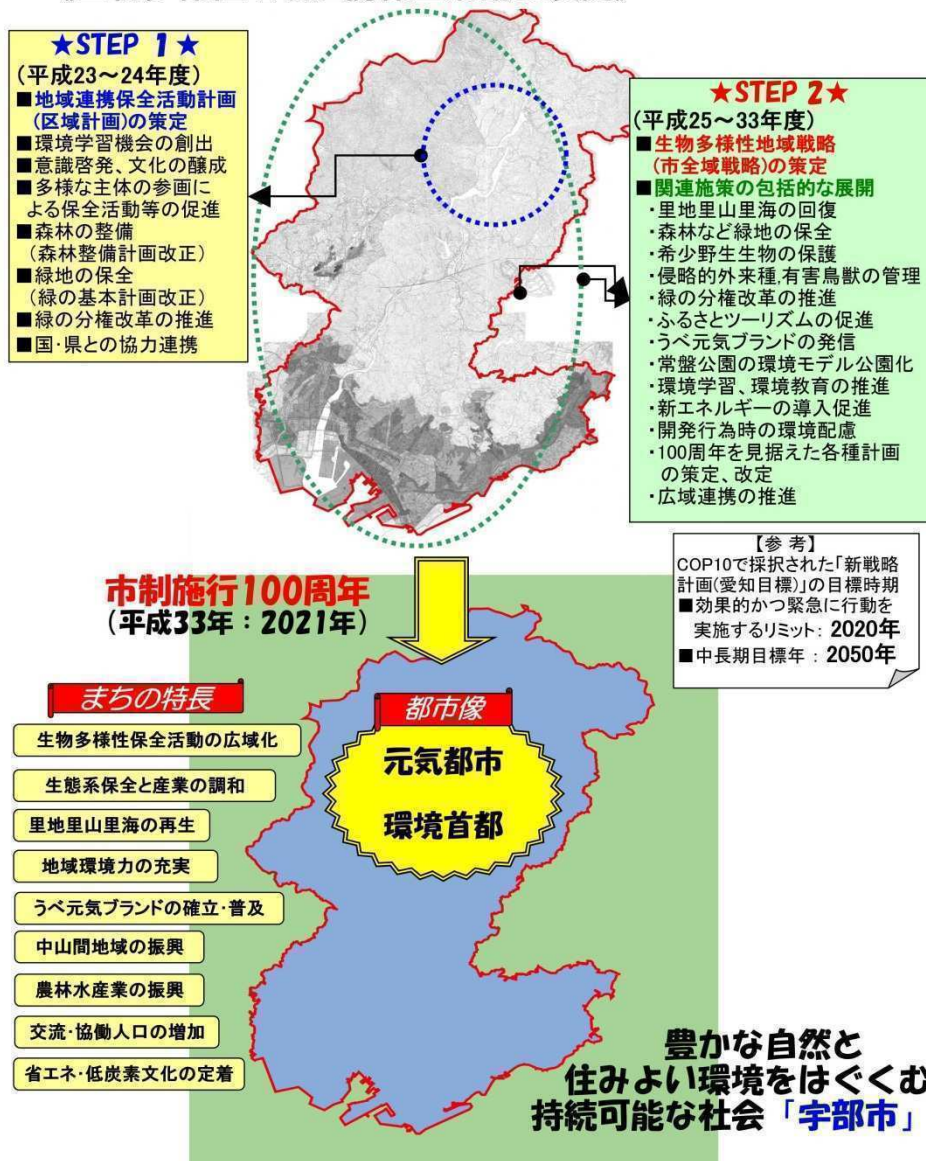 ★STEP 1★
(平成23～24年度)
■地域連携保全活動計画
(区域計画)の策定
■環境学習機会の創出
■意識啓発、文化の醸成
■多様な主体の参画に
よる保全活動等の促進
■森林の整備
(森林整備計画改正)
■緑地の保全
(緑の基本計画改正)
■緑の分権改革の推進
■国・県との協力連携
★STEP 2★
(平成25～33年度)
■生物多様性地域戦略
(市全域戦略)の策定
■関連施策の包括的な展開
・里地里山里海の回復
・森林など緑地の保全
・希少野生生物の保護
・侵略的外来種,有害鳥獣の管理
・緑の分権改革の推進
・ふるさとツーリズムの促進
・うべ元気ブランドの発信
・常盤公園の環境モデル公園化
・環境学習、環境教育の推進
・新エネルギーの導入促進
・開発行為時の環境配慮
・100周年を見据えた各種計画
の策定、改定
・広域連携の推進
【参 考】
COP10で採択された「新戦略
計画(愛知目標)」の目標時期
■効果的かつ緊急に行動を
実施するリミット：2020年
■中長期目標年 ：2050年
市制施行100周年
(平成33年：2021年)
まちの特長
生物多様性保全活動の広域化
生態系保全と産業の調和
里地里山里海の再生
地域環境力の充実
うべ元気ブランドの確立・普及
中山間地域の振興
農林水産業の振興
交流・協働人口の増加
省エネ・低炭素文化の定着
都市像
元気都市
環境首都
豊かな自然と
住みよい環境をはぐくむ
持続可能な社会「宇部市」